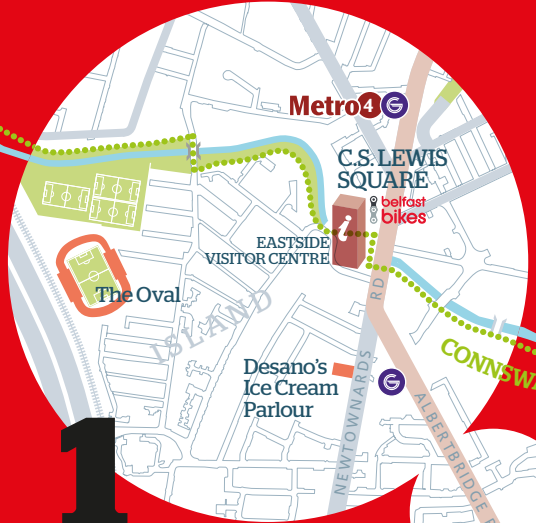 Metro 4 G
C.S. LEWIS
SQUARE
belfast
bikes
i
EASTSIDE
VISITOR CENTRE
The Oval
ISLAND
RD
CONNSWA
Desano's
Ice Cream
Parlour
G
NEWTOWNARDS
ALBERTBRIDGE
1